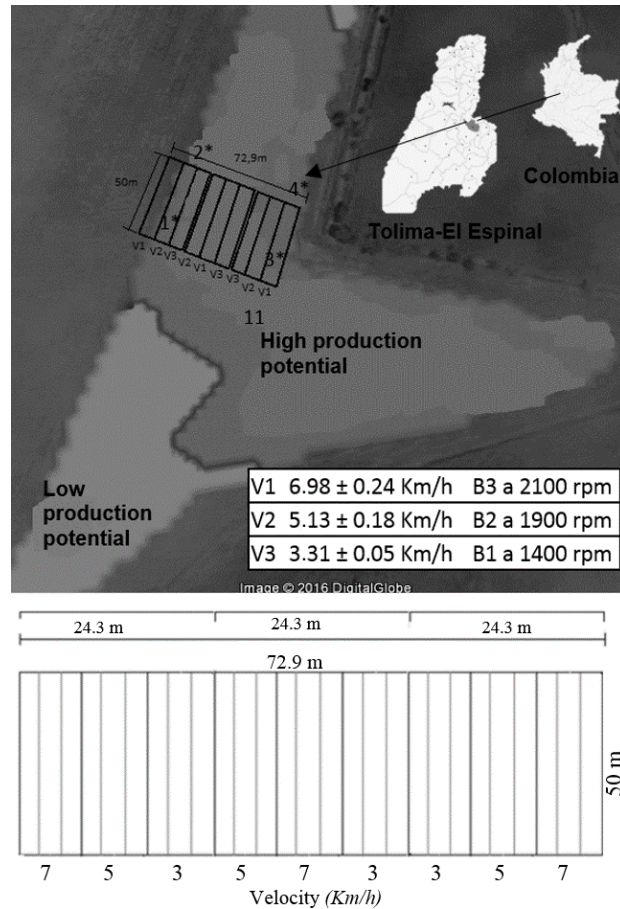 2*
72,9m
50m
4*
Colombia
Tolima-El Espinal
1*
3*
V1 V2 V3 V2 V1 V3 V3 V2 V1
11
High production
potential
Low
production
potential
V1 6.98 ± 0.24 Km/h B3 a 2100 rpm
V2 5.13 ± 0.18 Km/h B2 a 1900 rpm
V3 3.31 ± 0.05 Km/h B1 a 1400 rpm
Image © 2016 DigitalGlobe
24.3 m 24.3 m 24.3 m
72.9 m
50 m
7 5 3 5 7 3 3 5 7
Velocity (Km/h)